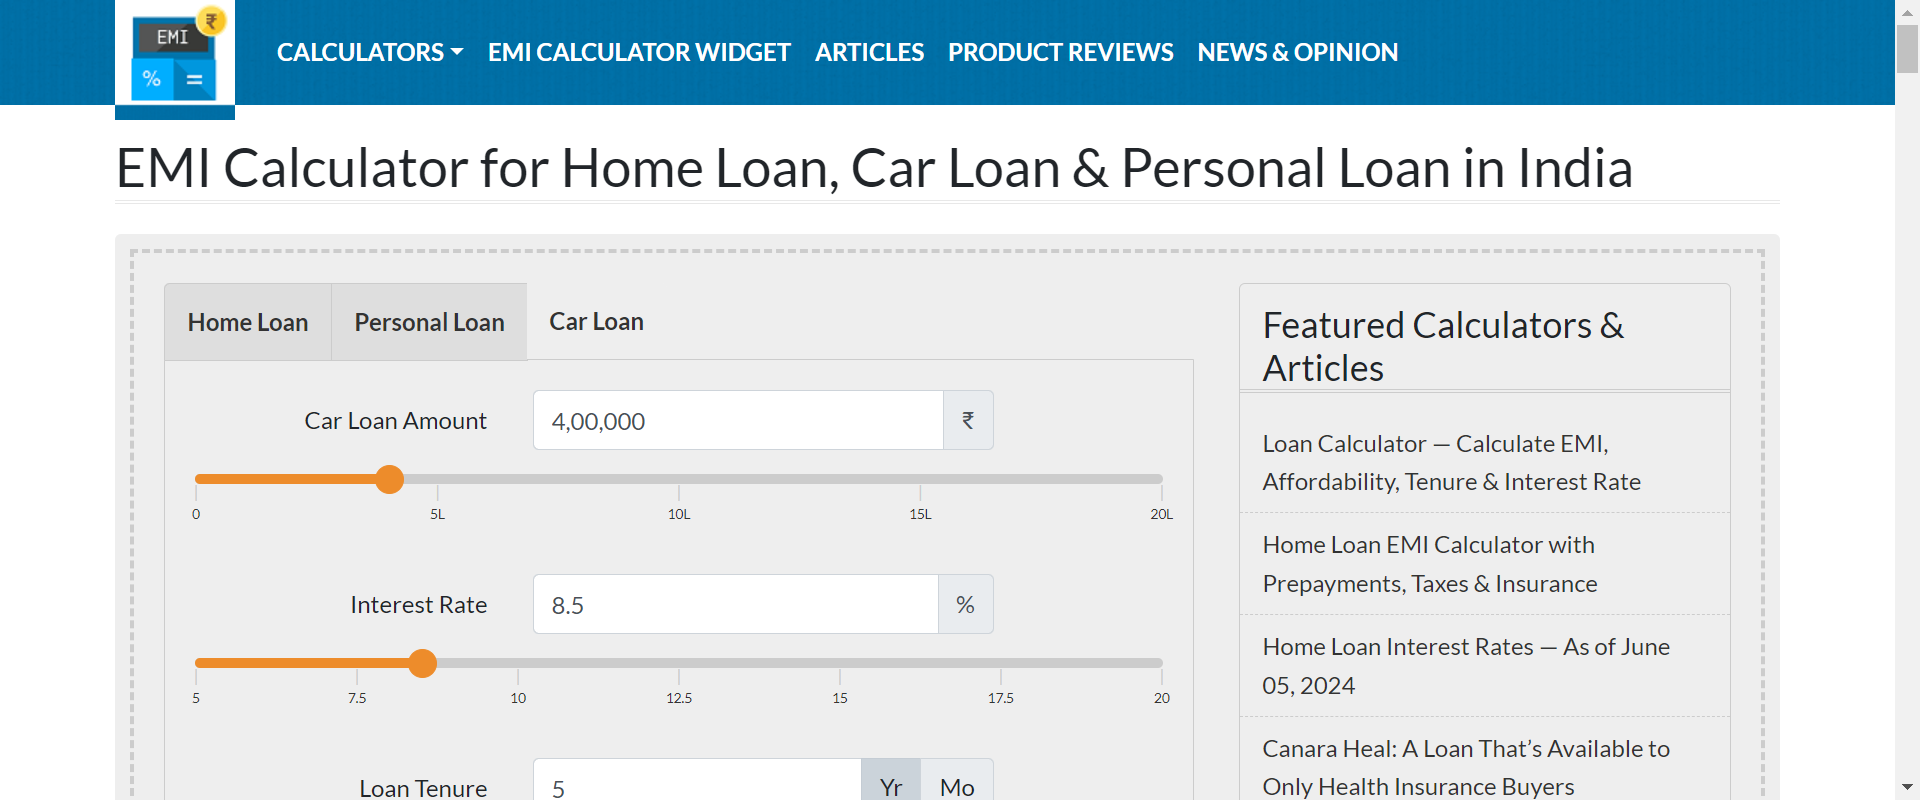 EMI
%
=
₹
CALCULATORS
EMI CALCULATOR WIDGET
ARTICLES
PRODUCT REVIEWS
NEWS & OPINION
EMI Calculator for Home Loan, Car Loan & Personal Loan in India
Home Loan
Personal Loan
Car Loan
Car Loan Amount
4,00,000
₹
0
5L
10L
15L
20L
Interest Rate
8.5
%
5
7.5
10
12.5
15
17.5
20
Loan Tenure
5
Yr
Mo
Featured Calculators &
Articles
Loan Calculator — Calculate EMI,
Affordability, Tenure & Interest Rate
Home Loan EMI Calculator with
Prepayments, Taxes & Insurance
Home Loan Interest Rates — As of June
05, 2024
Canara Heal: A Loan That’s Available to
Only Health Insurance Buyers